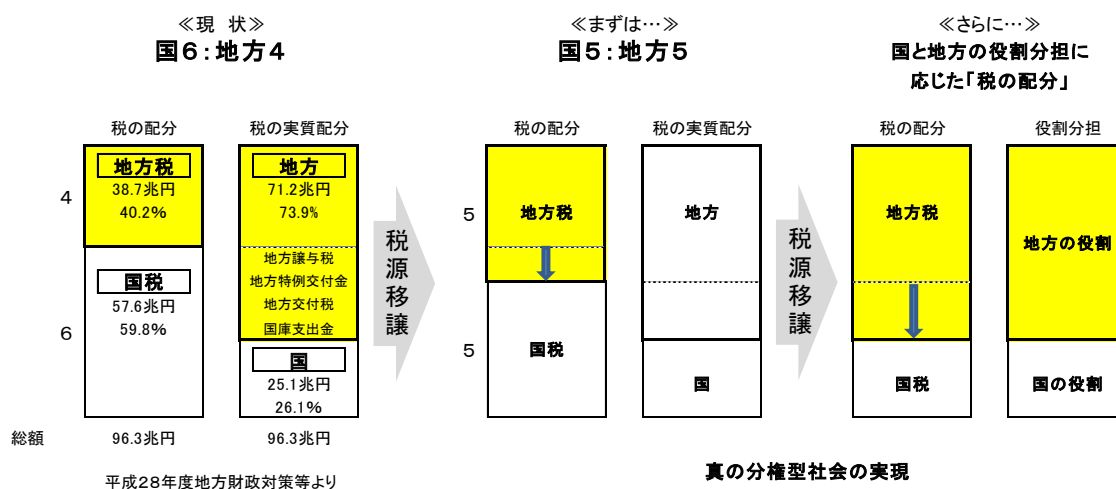 ≪現 状≫
国6：地方4
税の配分
税の実質配分
4
地方税
38.7兆円
40.2%
6
国税
57.6兆円
59.8%
地方
71.2兆円
73.9%
地方譲与税
地方特例交付金
地方交付税
国庫支出金
国
25.1兆円
26.1%
総額
96.3兆円
96.3兆円
平成28年度地方財政対策等より
税源移譲
≪まずは…≫
国5：地方5
税の配分
税の実質配分
5
地方税
5
国税
地方
国
税源移譲
≪さらに…≫
国と地方の役割分担に
応じた「税の配分」
税の配分
役割分担
地方税
国税
地方の役割
国の役割
真の分権型社会の実現